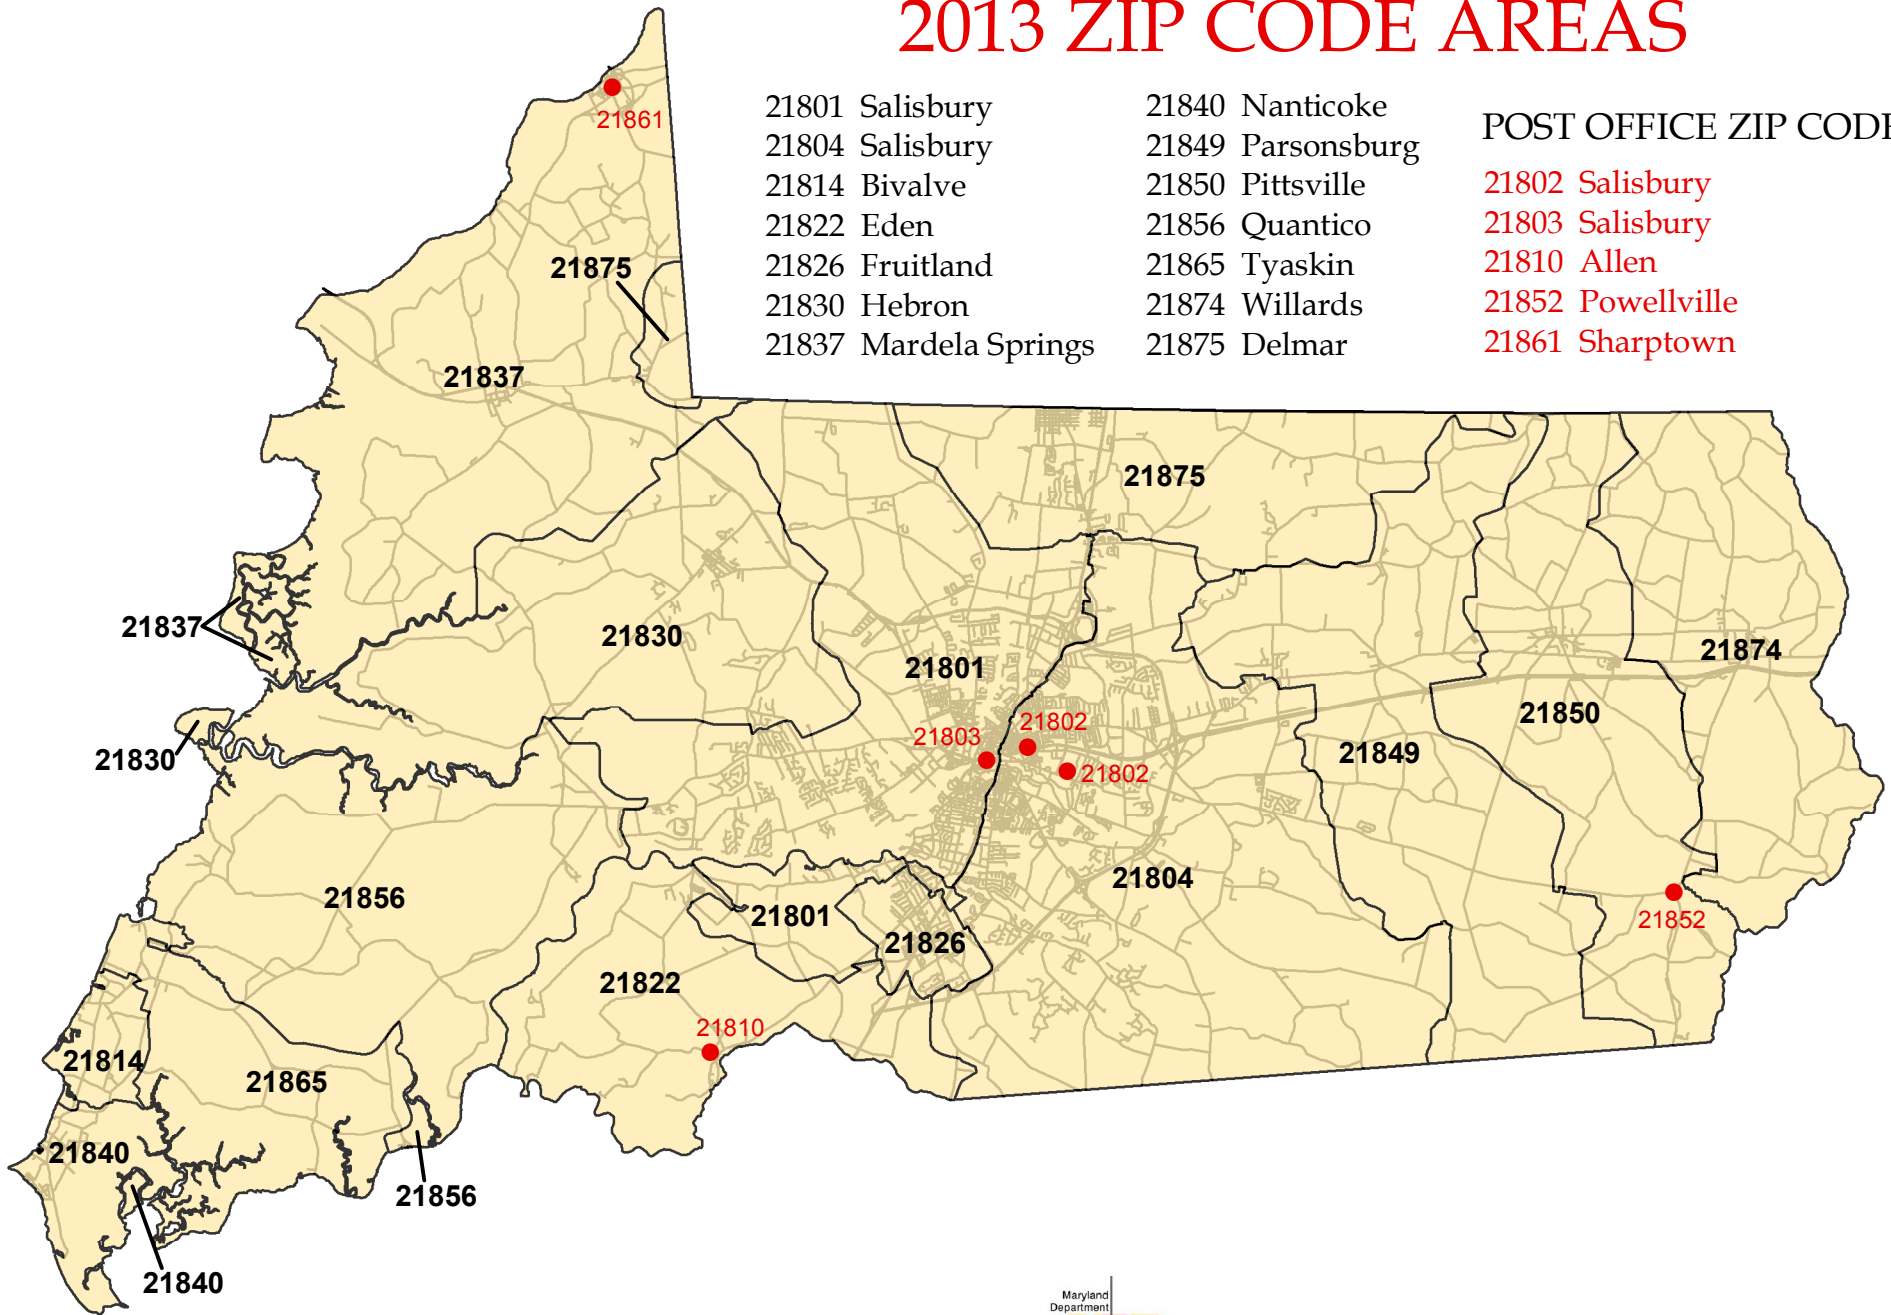 2013 ZIP CODE AREAS
21801 Salisbury
21804 Salisbury
21814 Bivalve
21822 Eden
21826 Fruitland
21830 Hebron
21837 Mardela Springs
21840 Nanticoke
21849 Parsonsburg
21850 Pittsville
21856 Quantico
21865 Tyaskin
21874 Willards
21875 Delmar
POST OFFICE ZIP CODE
21802 Salisbury
21803 Salisbury
21810 Allen
21852 Powellville
21861 Sharptown
21861
21875
21837
21875
21837
21830
21801
21874
21830
21803
21802
21802
21850
21849
21804
21856
21801
21826
21852
21822
21810
21814
21865
21840
21856
21840
Maryland
Department